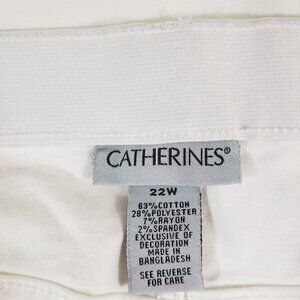 CATHERINES®
22W
63%COTTON
28%POLYESTER
7%RAYON
2%SPANDEX
EXCLUSIVE OF
DECORATION
MADE IN
BANGLADESH
SEE REVERSE
FOR CARE